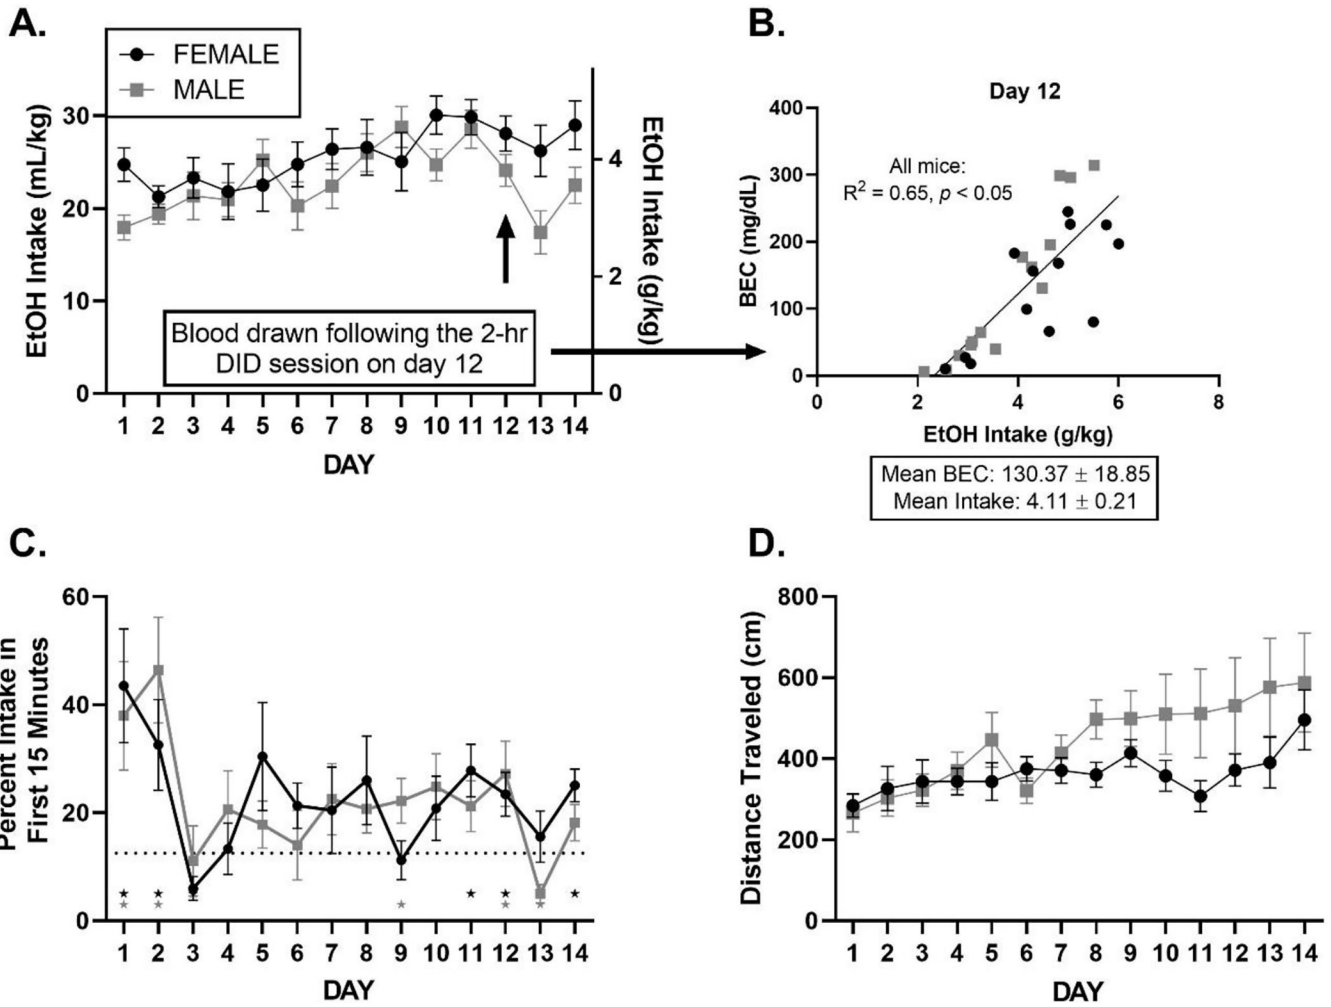 A.
FEMALE
MALE
EtOH Intake (mL/kg)
30
20
10
0
EtOH Intake (g/kg)
4
2
0
Blood drawn following the 2-hr
DID session on day 12
1 2 3 4 5 6 7 8 9 10 11 12 13 14
DAY
B.
Day 12
All mice:
R² = 0.65, p < 0.05
BEC (mg/dL)
400
300
200
100
0
0 2 4 6 8
EtOH Intake (g/kg)
Mean BEC: 130.37 ± 18.85
Mean Intake: 4.11 ± 0.21
C.
Percent Intake in
First 15 Minutes
60
40
20
0
1 2 3 4 5 6 7 8 9 10 11 12 13 14
DAY
D.
Distance Traveled (cm)
800
600
400
200
0
1 2 3 4 5 6 7 8 9 10 11 12 13 14
DAY